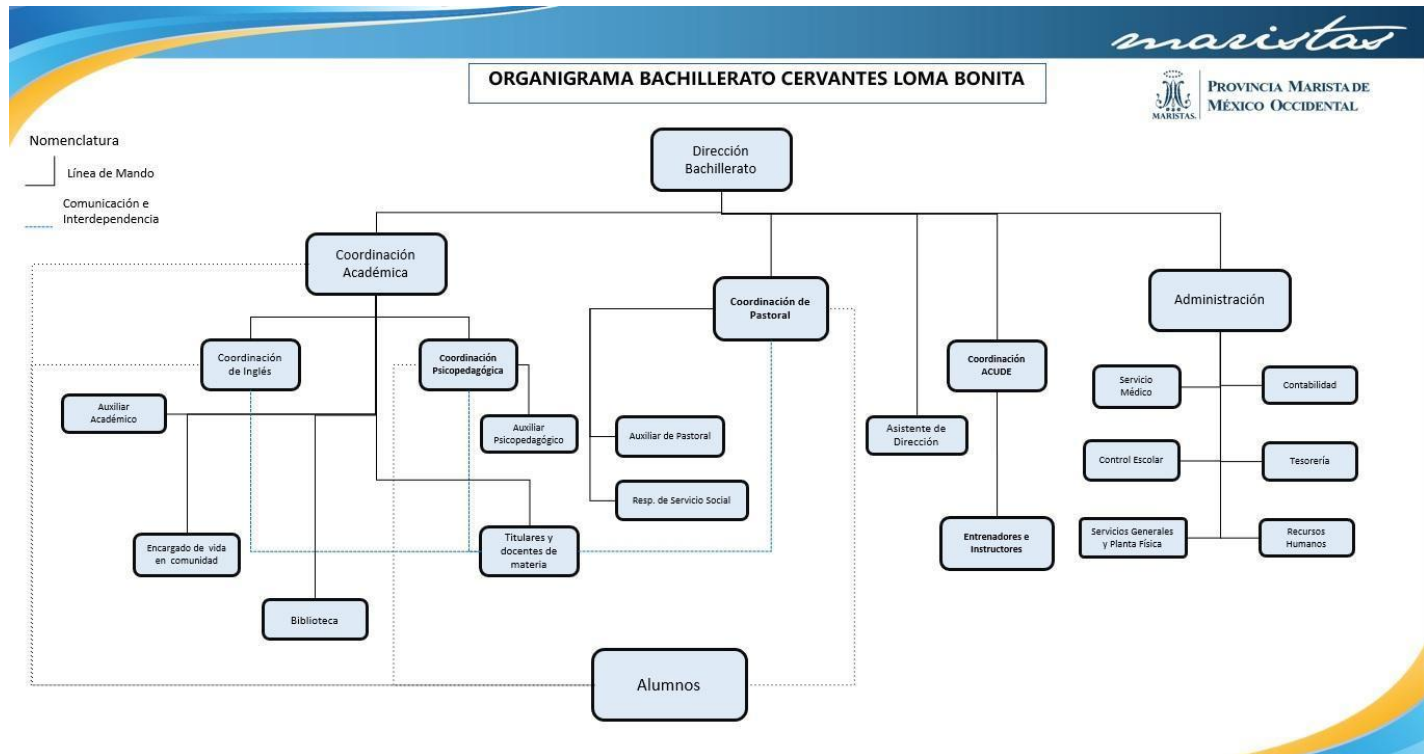 maristas
ORGANIGRAMA BACHILLERATO CERVANTES LOMA BONITA
MARISTAS.
PROVINCIA MARISTA DE
MÉXICO OCCIDENTAL
Nomenclatura
Línea de Mando
Comunicación e
Interdependencia
Dirección
Bachillerato
Coordinación
Académica
Coordinación de
Pastoral
Administración
Coordinación
de Inglés
Coordinación
Psicopedagógica
Coordinación
ACUDE
Servicio
Médico
Contabilidad
Auxiliar
Académico
Auxiliar
Psicopedagógico
Auxiliar de Pastoral
Asistente de
Dirección
Control Escolar
Tesorería
Resp. de Servicio Social
Encargado de vida
en comunidad
Titulares y
docentes de
materia
Entrenadores e
Instructores
Servicios Generales
y Planta Física
Recursos
Humanos
Biblioteca
Alumnos